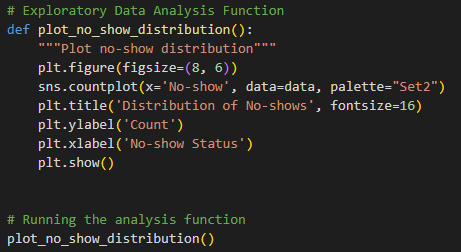 # Exploratory Data Analysis Function
def plot_no_show_distribution():
    """Plot no-show distribution"""
    plt.figure(figsize=(8, 6))
    sns.countplot(x='No-show', data=data, palette="Set2")
    plt.title('Distribution of No-shows', fontsize=16)
    plt.ylabel('Count')
    plt.xlabel('No-show Status')
    plt.show()
# Running the analysis function
plot_no_show_distribution()